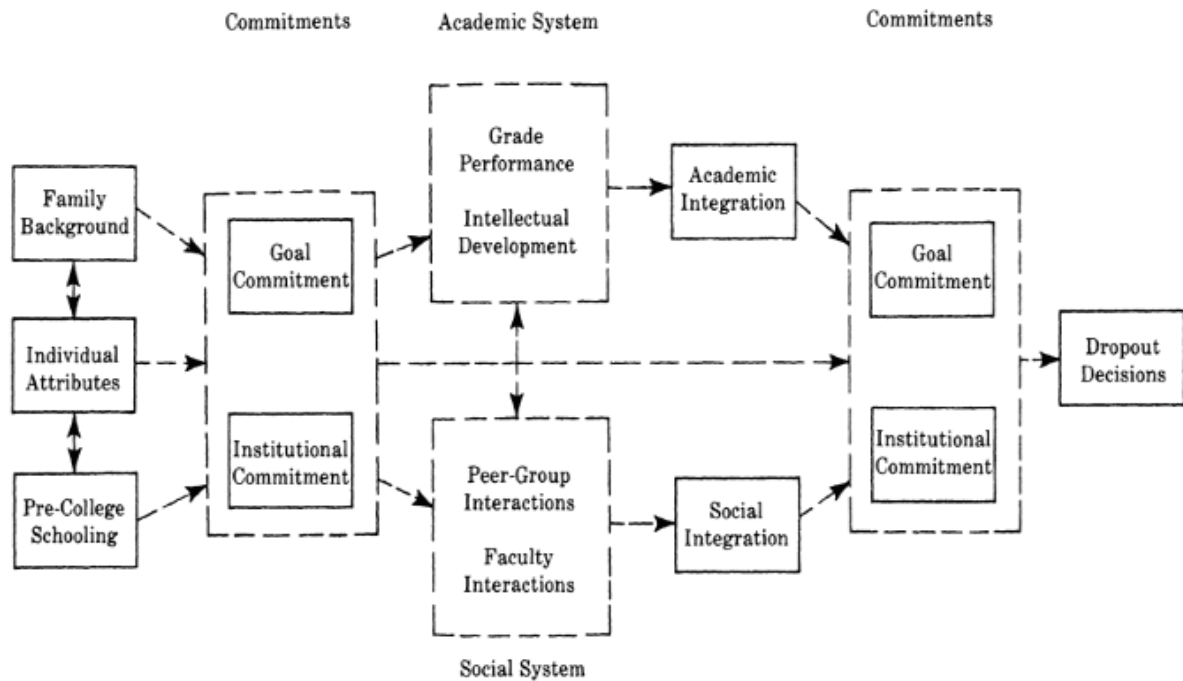 Commitments
Academic System
Commitments
Family
Background
Individual
Attributes
Pre-College
Schooling
Goal
Commitment
Institutional
Commitment
Grade
Performance
Intellectual
Development
Peer-Group
Interactions
Faculty
Interactions
Social System
Academic
Integration
Social
Integration
Goal
Commitment
Institutional
Commitment
Dropout
Decisions